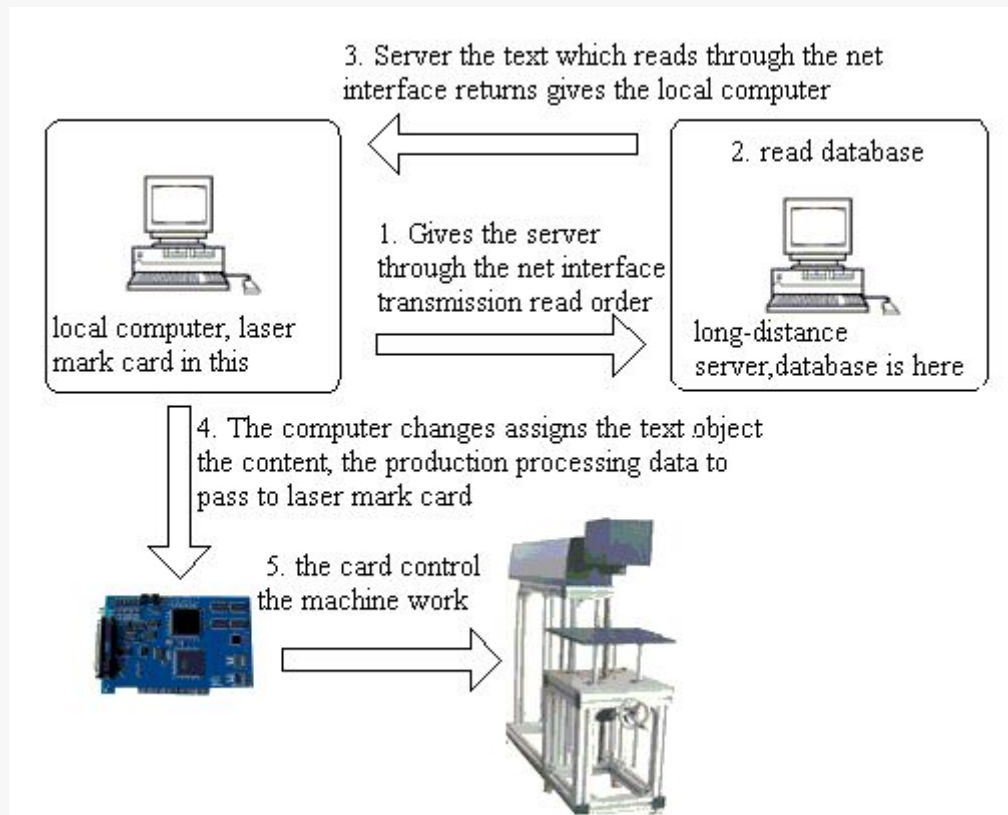 3. Server the text which reads through the net
interface returns gives the local computer
2. read database
1. Gives the server
through the net interface
transmission read order
local computer, laser
mark card in this
long-distance
server,database is here
4. The computer changes assigns the text object
the content, the production processing data to
pass to laser mark card
5. the card control
the machine work